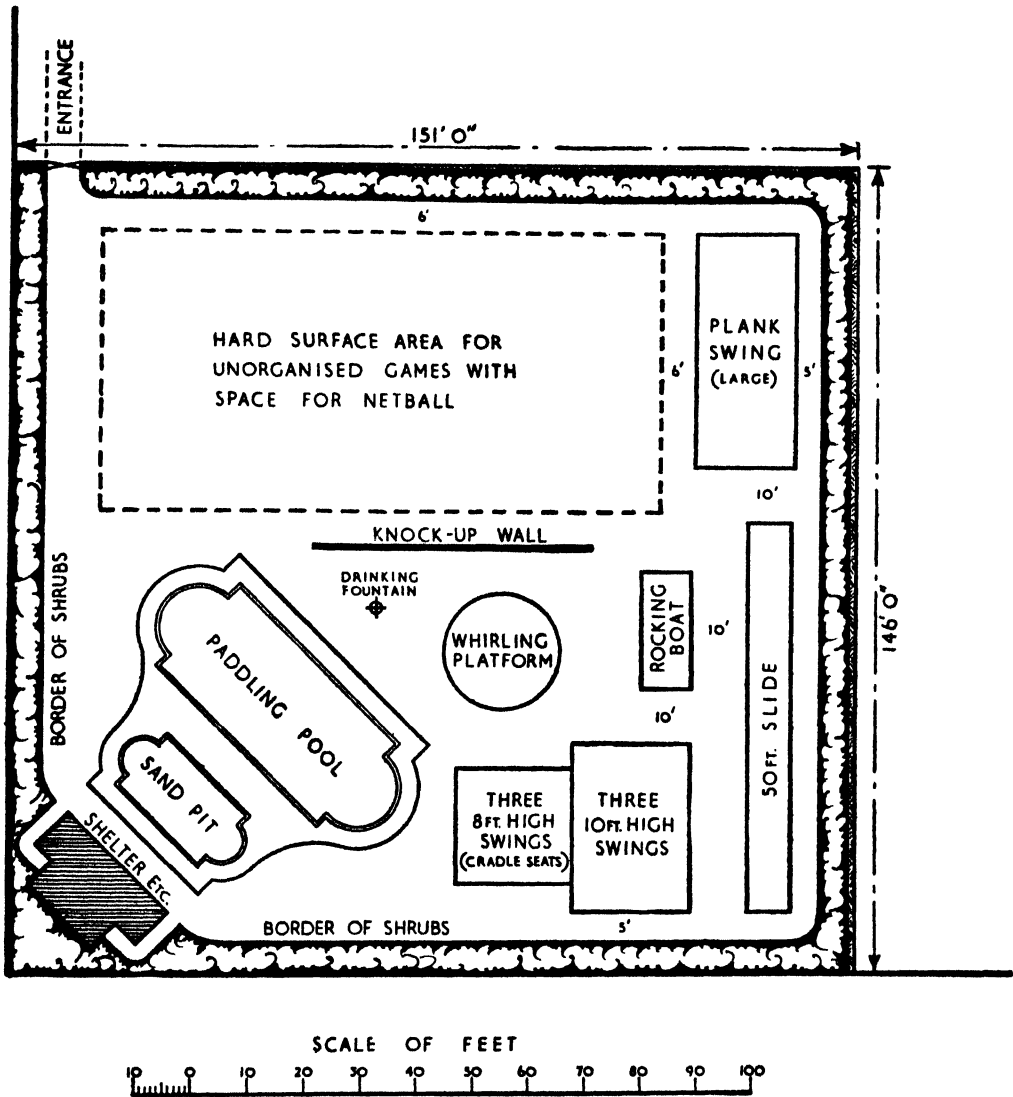 ENTRANCE
151' 0"
6'
HARD SURFACE AREA FOR
UNORGANISED GAMES WITH
SPACE FOR NETBALL
6'
PLANK
SWING
(LARGE)
5'
10'
KNOCK-UP WALL
DRINKING
FOUNTAIN
BORDER OF SHRUBS
PADDLING POOL
WHIRLING
PLATFORM
ROCKING
BOAT
10'
146' 0"
10'
50 FT. SLIDE
SAND PIT
THREE
8 FT. HIGH
SWINGS
(CRADLE SEATS)
THREE
10 FT. HIGH
SWINGS
SHELTER ETC.
BORDER OF SHRUBS
5'
SCALE OF FEET
10 0 10 20 30 40 50 60 70 80 90 100